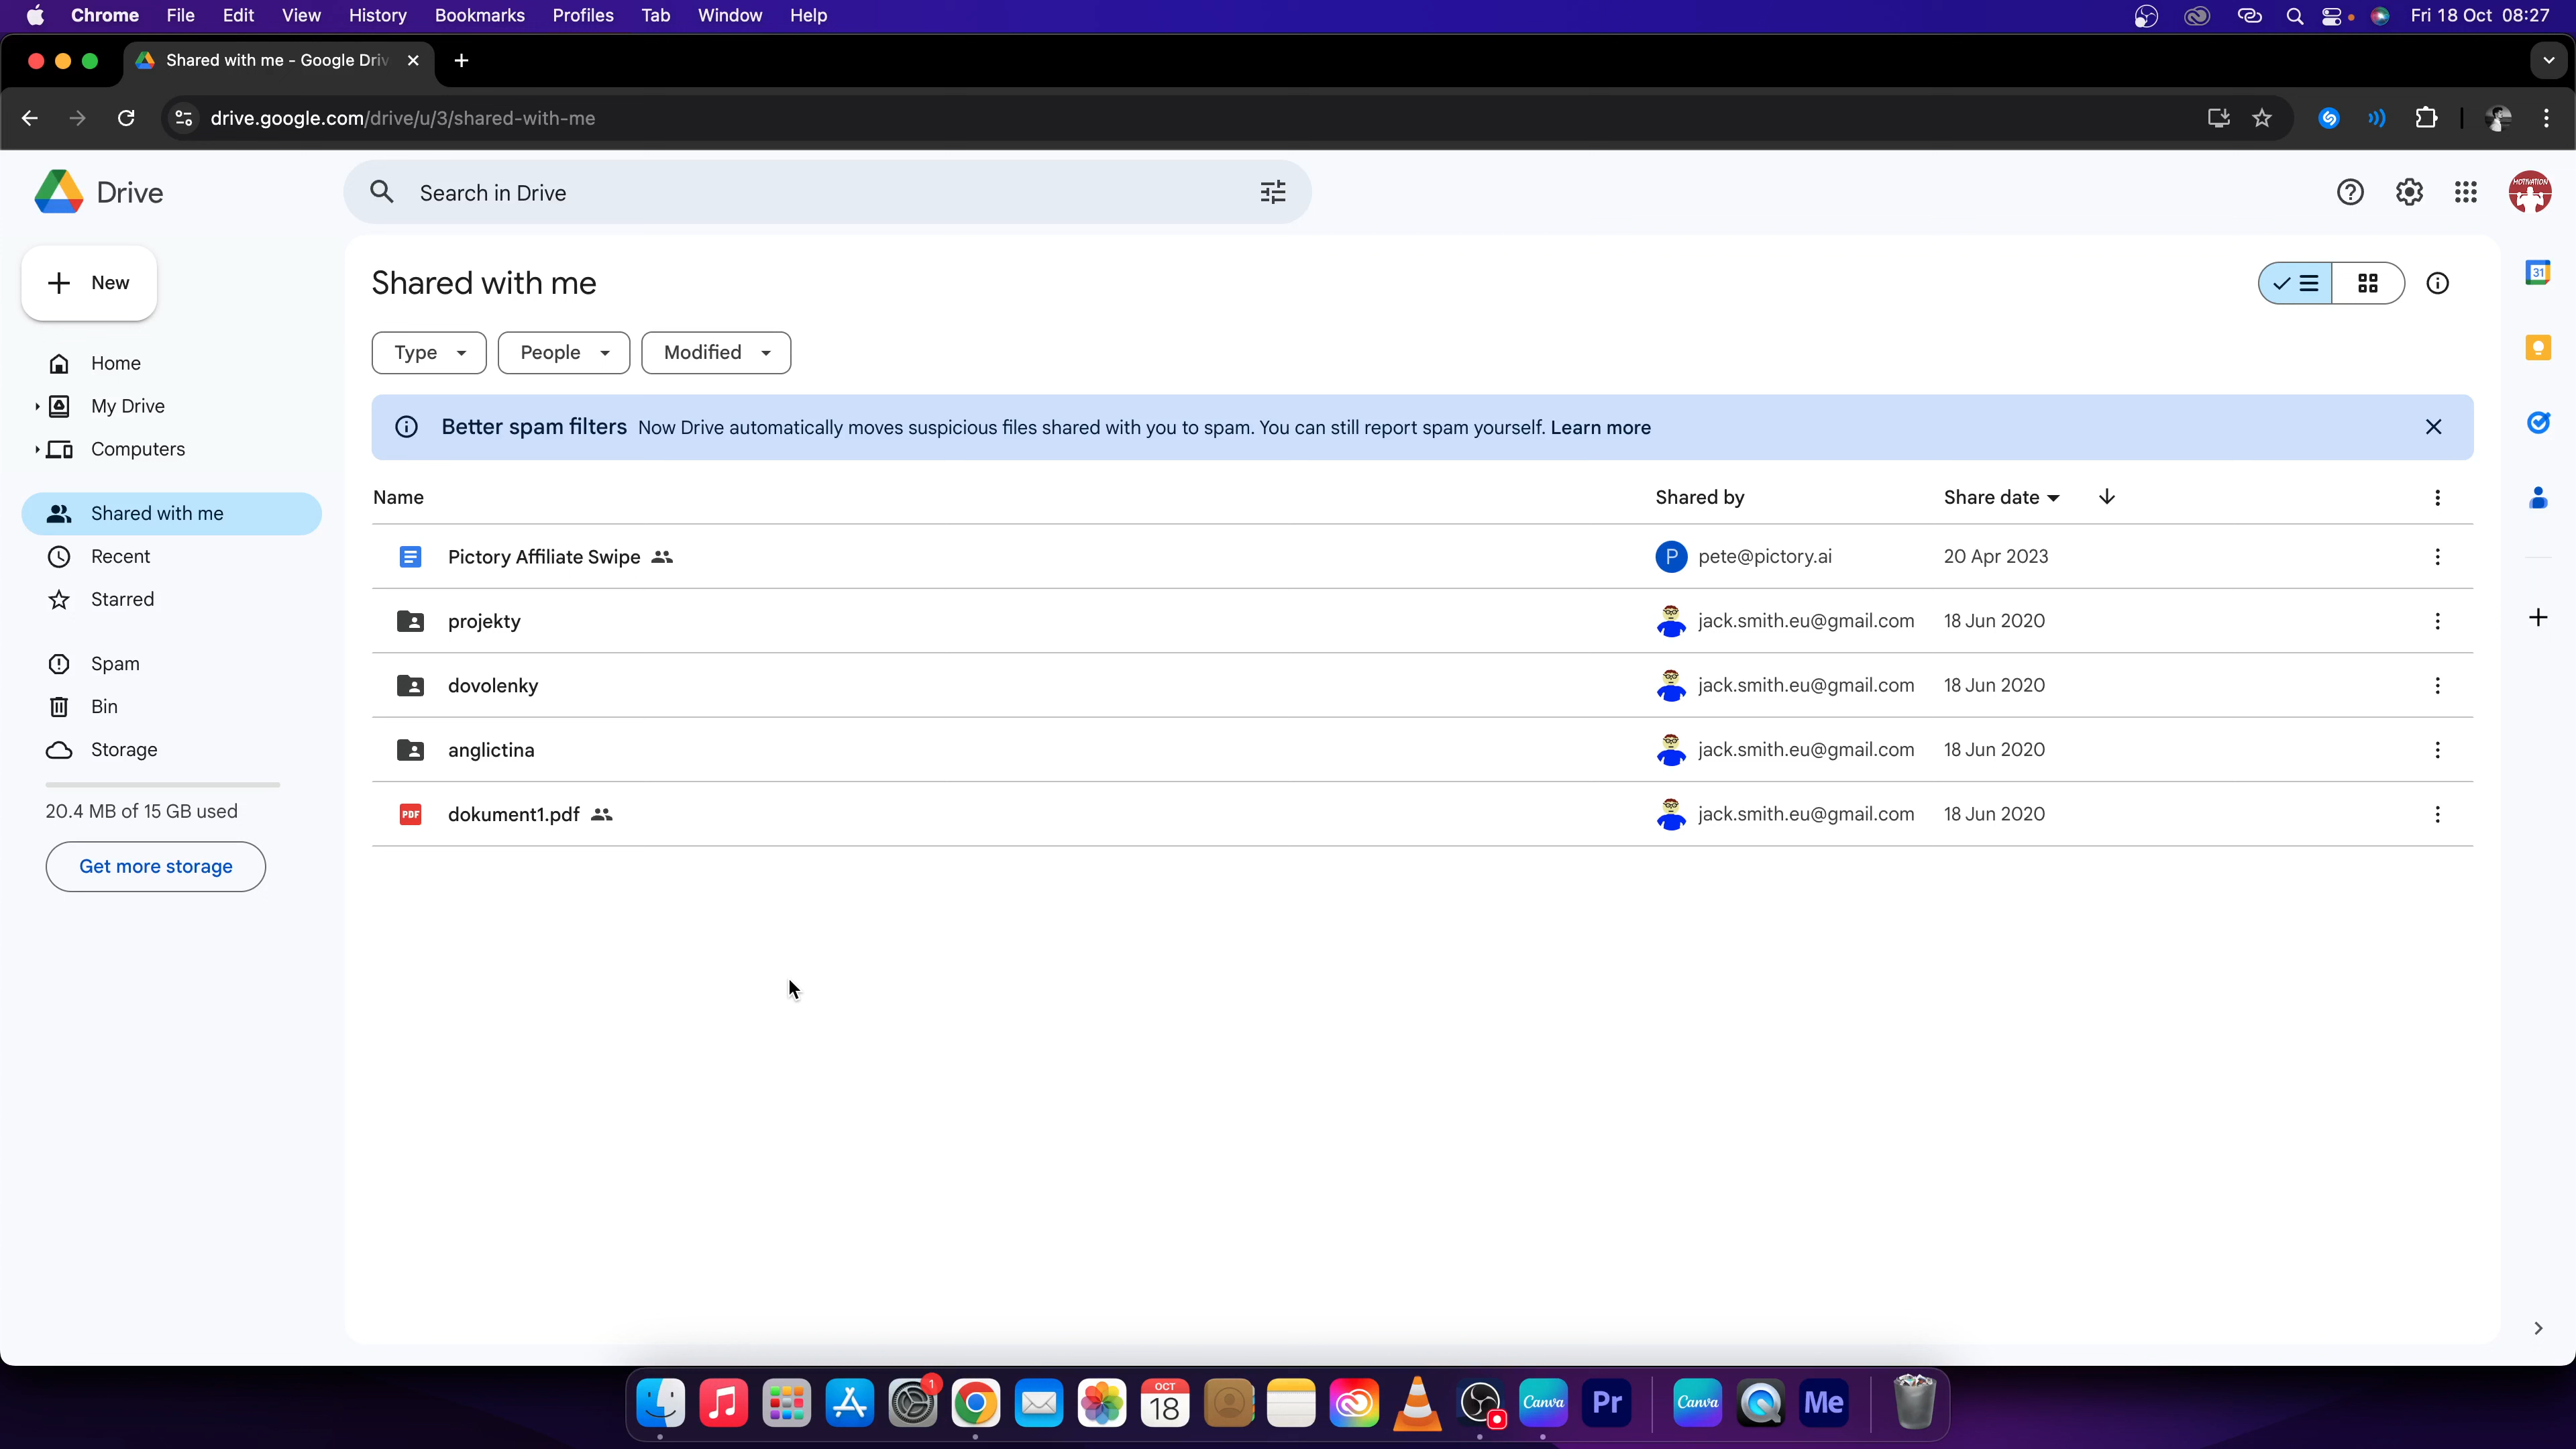 Chrome File Edit View History Bookmarks Profiles Tab Window Help Fri 18 Oct 08:27
Shared with me - Google Driv
drive.google.com/drive/u/3/shared-with-me
Drive
Search in Drive
MOTIVATION
New
Shared with me
31
Type People Modified
Home
My Drive
Better spam filters Now Drive automatically moves suspicious files shared with you to spam. You can still report spam yourself. Learn more
Computers
Name Shared by Share date
Shared with me
Recent
Pictory Affiliate Swipe P pete@pictory.ai 20 Apr 2023
Starred
projekty jack.smith.eu@gmail.com 18 Jun 2020
Spam
dovolenky jack.smith.eu@gmail.com 18 Jun 2020
Bin
Storage
anglictina jack.smith.eu@gmail.com 18 Jun 2020
20.4 MB of 15 GB used
PDF dokument1.pdf jack.smith.eu@gmail.com 18 Jun 2020
Get more storage
1
OCT
18
Canva Pr Canva Me